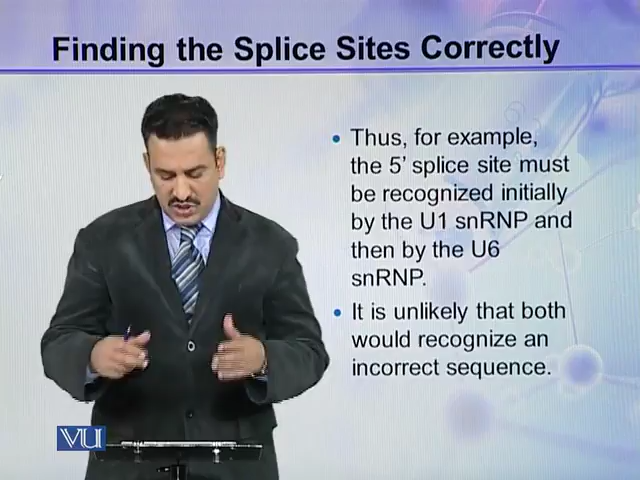 Finding the Splice Sites Correctly
• Thus, for example,
the 5’ splice site must
be recognized initially
by the U1 snRNP and
then by the U6
snRNP.
• It is unlikely that both
would recognize an
incorrect sequence.
VU